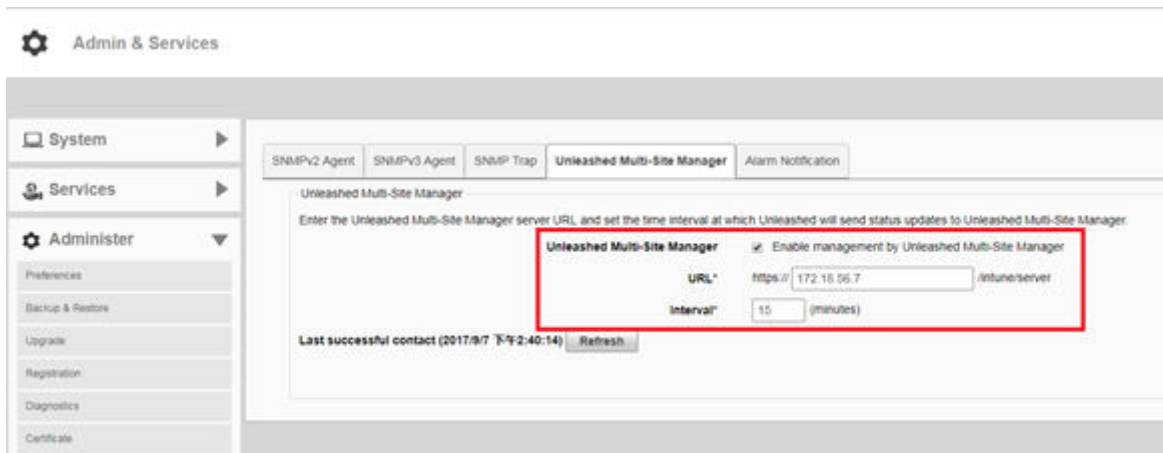 Admin & Services
System
Services
Administer
Preferences
Backup & Restore
Upgrade
Registration
Diagnostics
Certificate
SNMPv2 Agent SNMPv3 Agent SNMP Trap Unleashed Multi-Site Manager Alarm Notification
Unleashed Multi-Site Manager
Enter the Unleashed Multi-Site Manager server URL and set the time interval at which Unleashed will send status updates to Unleashed Multi-Site Manager.
Unleashed Multi-Site Manager Enable management by Unleashed Multi-Site Manager
URL* https:// 172.18.56.7 /intune/server
Interval* 15 (minutes)
Last successful contact (2017/9/7 下午2:40:14) Refresh